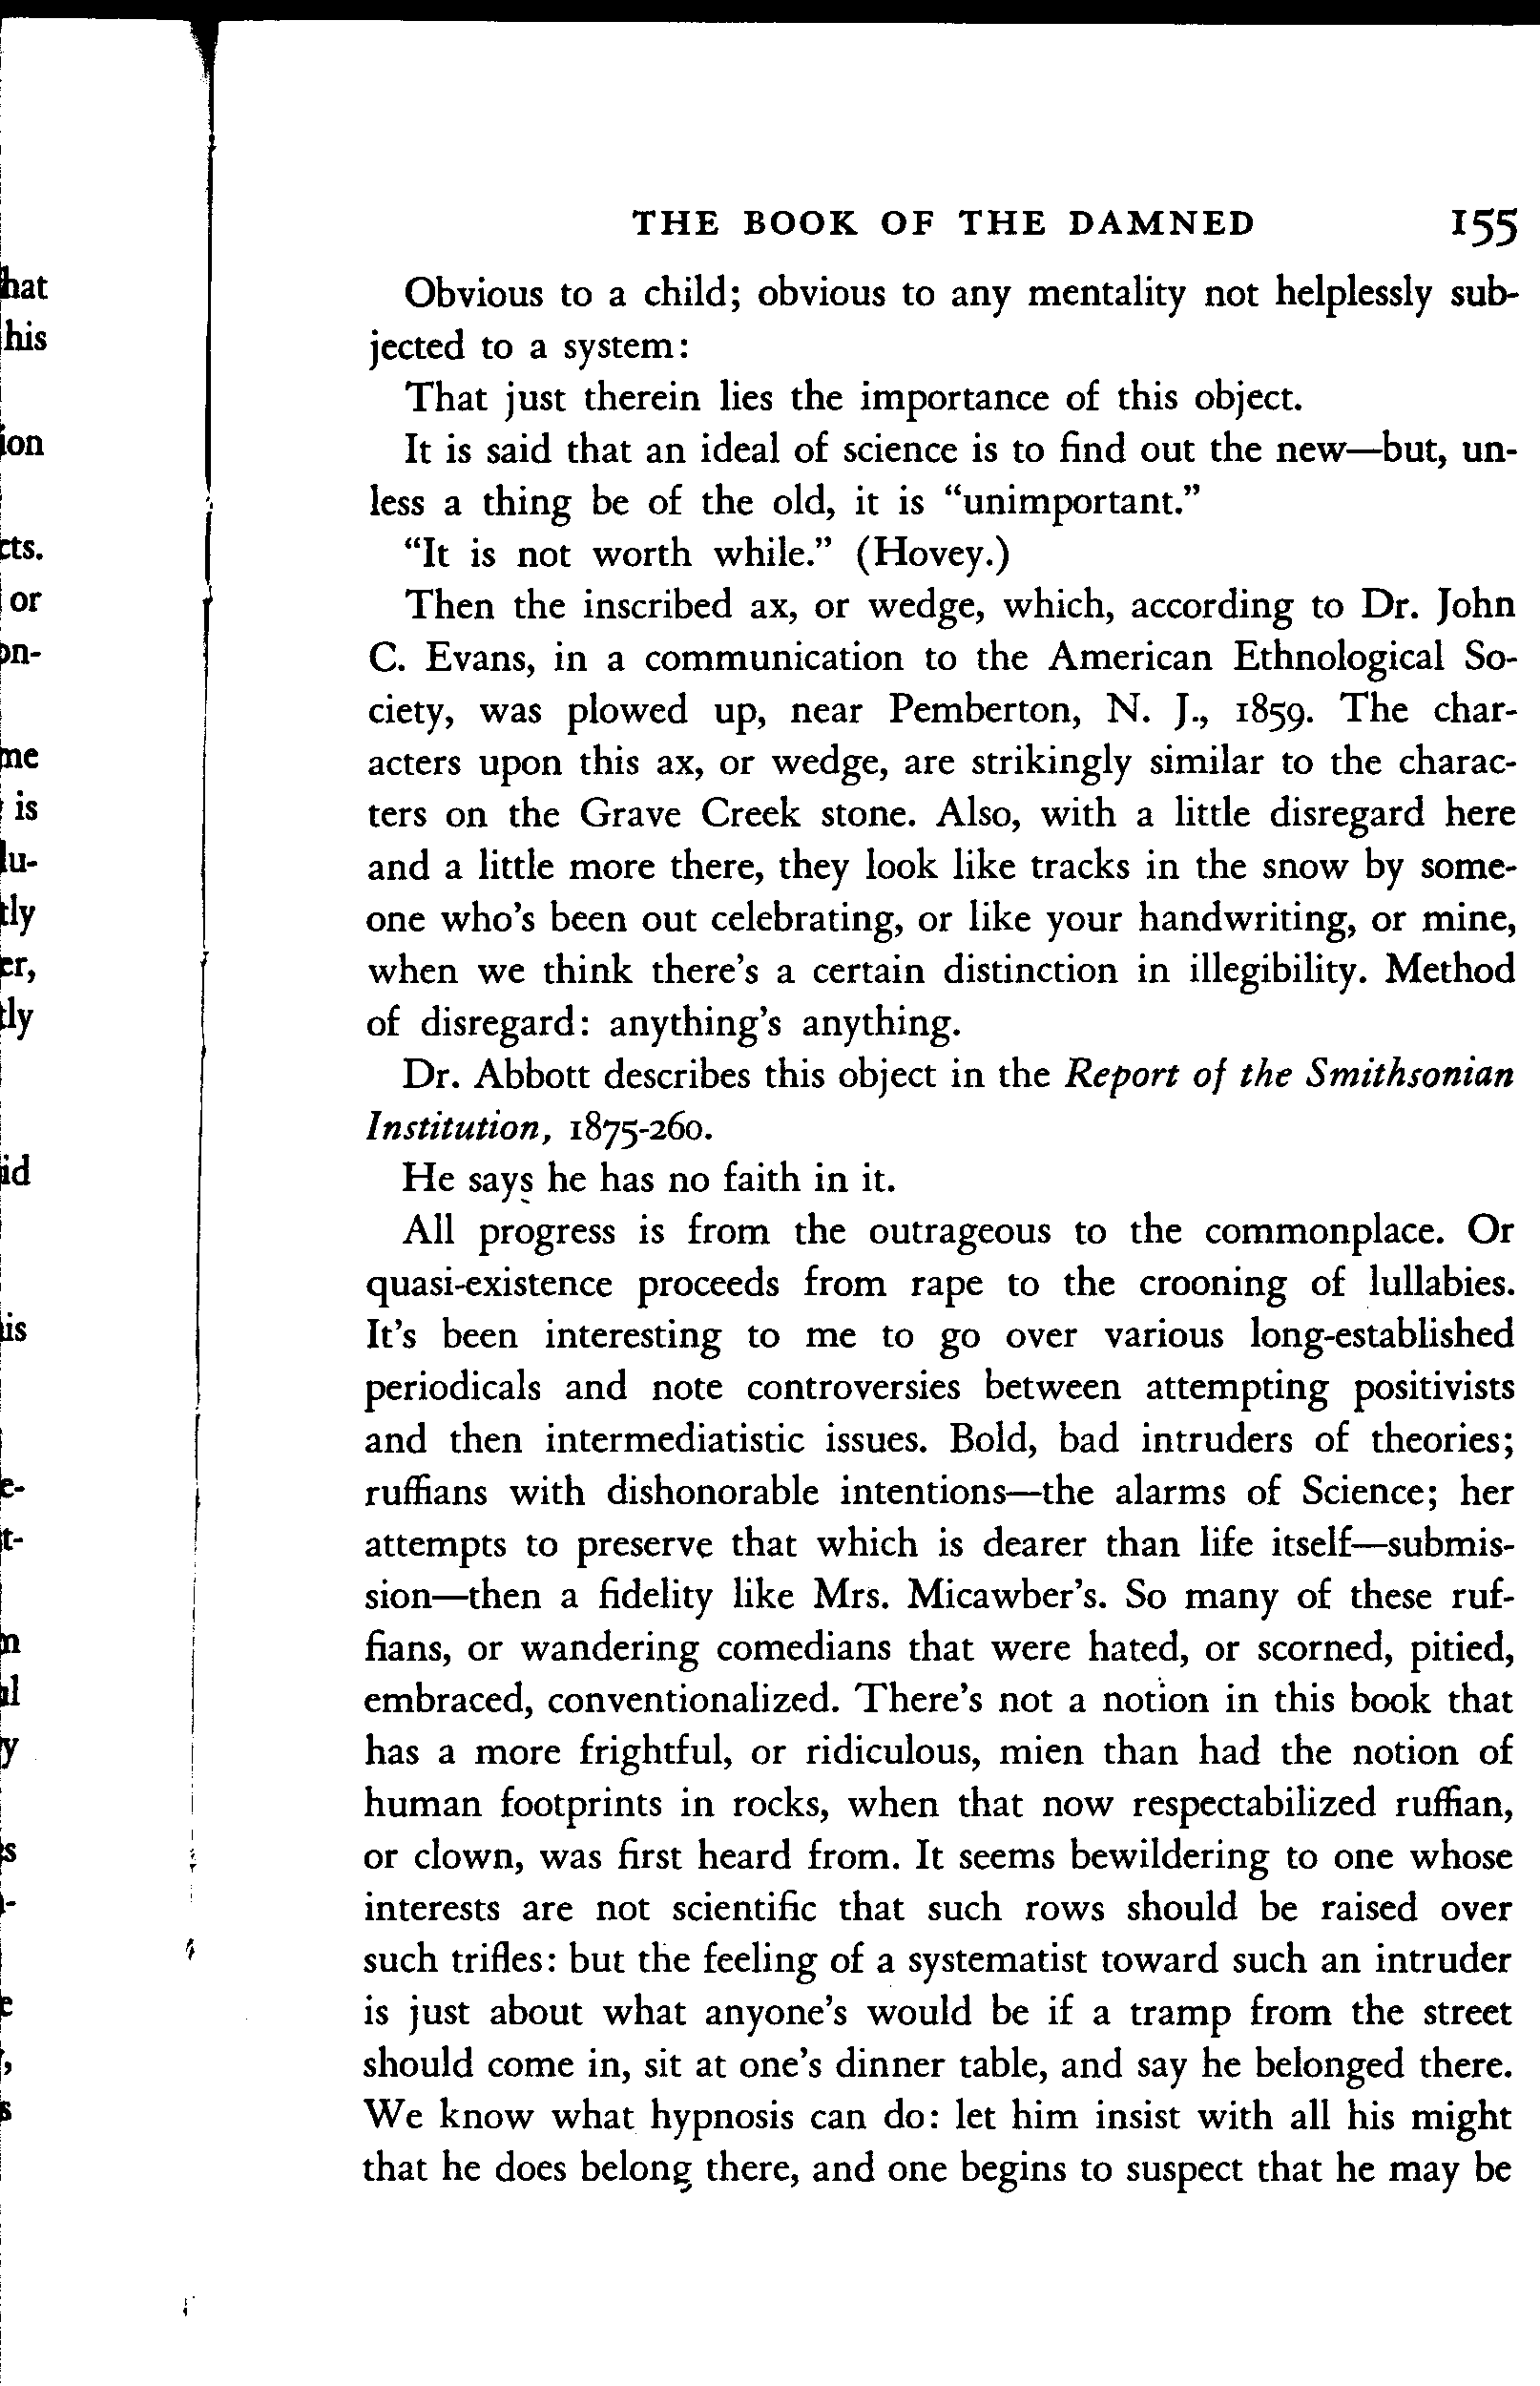 THE BOOK OF THE DAMNED 155
Obvious to a child; obvious to any mentality not helplessly sub-
jected to a system:
That just therein lies the importance of this object.
It is said that an ideal of science is to find out the new—but, un-
less a thing be of the old, it is “unimportant.”
“It is not worth while.” (Hovey.)
Then the inscribed ax, or wedge, which, according to Dr. John
C. Evans, in a communication to the American Ethnological So-
ciety, was plowed up, near Pemberton, N. J., 1859. The char-
acters upon this ax, or wedge, are strikingly similar to the charac-
ters on the Grave Creek stone. Also, with a little disregard here
and a little more there, they look like tracks in the snow by some-
one who's been out celebrating, or like your handwriting, or mine,
when we think there's a certain distinction in illegibility. Method
of disregard: anything's anything.
Dr. Abbott describes this object in the Report of the Smithsonian
Institution, 1875-260.
He says he has no faith in it.
All progress is from the outrageous to the commonplace. Or
quasi-existence proceeds from rape to the crooning of lullabies.
It's been interesting to me to go over various long-established
periodicals and note controversies between attempting positivists
and then intermediatistic issues. Bold, bad intruders of theories;
ruffians with dishonorable intentions—the alarms of Science; her
attempts to preserve that which is dearer than life itself—submis-
sion—then a fidelity like Mrs. Micawber's. So many of these ruf-
fians, or wandering comedians that were hated, or scorned, pitied,
embraced, conventionalized. There's not a notion in this book that
has a more frightful, or ridiculous, mien than had the notion of
human footprints in rocks, when that now respectabilized ruffian,
or clown, was first heard from. It seems bewildering to one whose
interests are not scientific that such rows should be raised over
such trifles: but the feeling of a systematist toward such an intruder
is just about what anyone's would be if a tramp from the street
should come in, sit at one's dinner table, and say he belonged there.
We know what hypnosis can do: let him insist with all his might
that he does belong there, and one begins to suspect that he may be